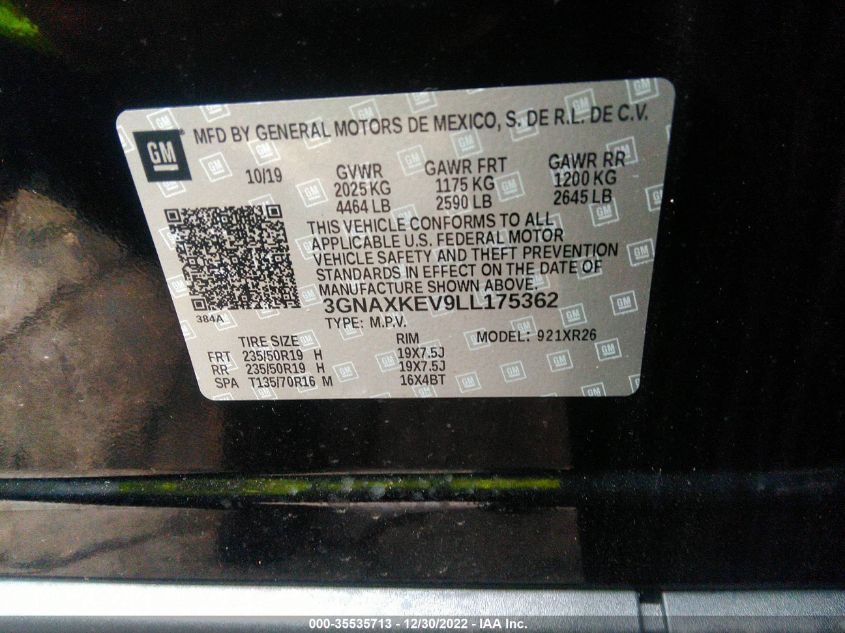 GM MFD BY GENERAL MOTORS DE MEXICO, S. DE R.L. DE C.V.
10/19 GVWR GAWR FRT GAWR RR
2025 KG 1175 KG 1200 KG
4464 LB 2590 LB 2645 LB
THIS VEHICLE CONFORMS TO ALL
APPLICABLE U.S. FEDERAL MOTOR
VEHICLE SAFETY AND THEFT PREVENTION
STANDARDS IN EFFECT ON THE DATE OF
MANUFACTURE SHOWN ABOVE.
384A 3GNAXKEV9LL175362
TYPE: M.P.V.
TIRE SIZE RIM MODEL: 921XR26
FRT 235/50R19 H 19X7.5J
RR 235/50R19 H 19X7.5J
SPA T135/70R16 M 16X4BT
000-35535713 - 12/30/2022 - IAA Inc.